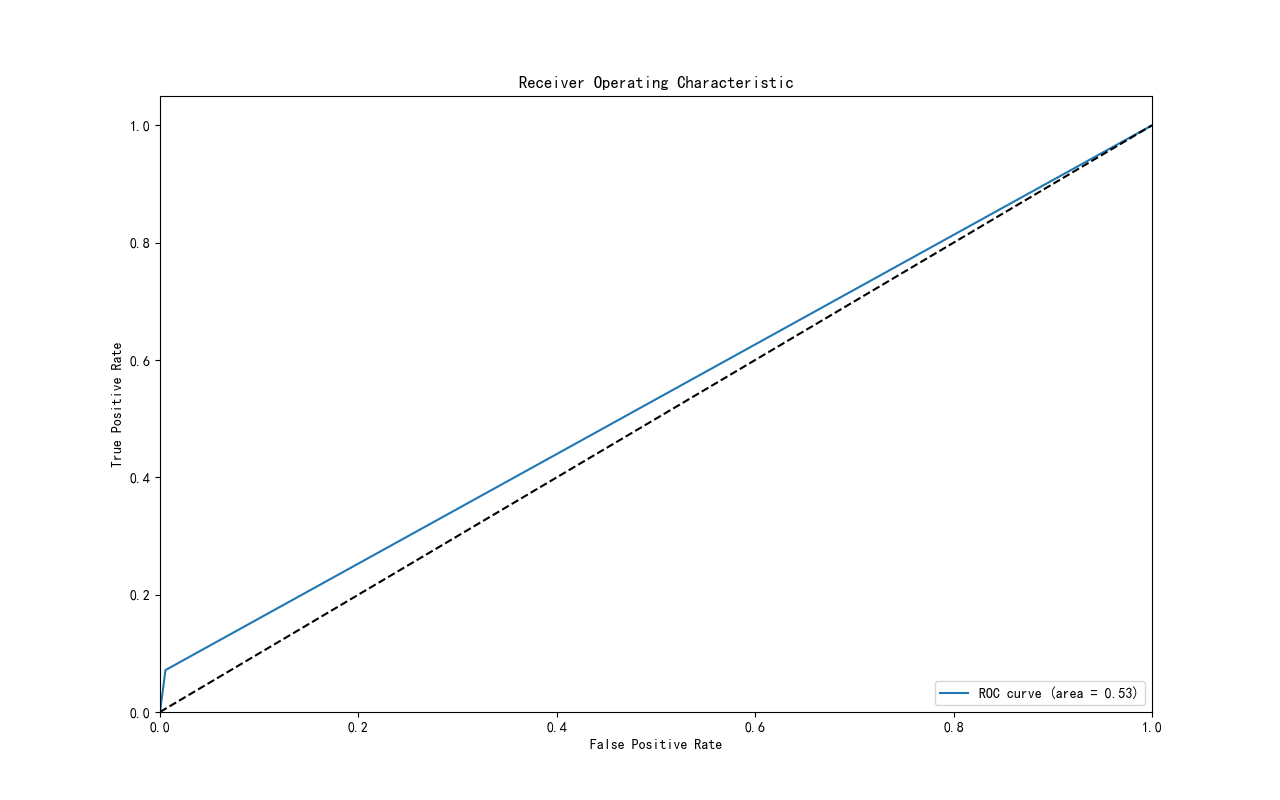 Receiver Operating Characteristic
True Positive Rate
1.0
0.8
0.6
0.4
0.2
0.0
0.0 0.2 0.4 0.6 0.8 1.0
False Positive Rate
ROC curve (area = 0.53)